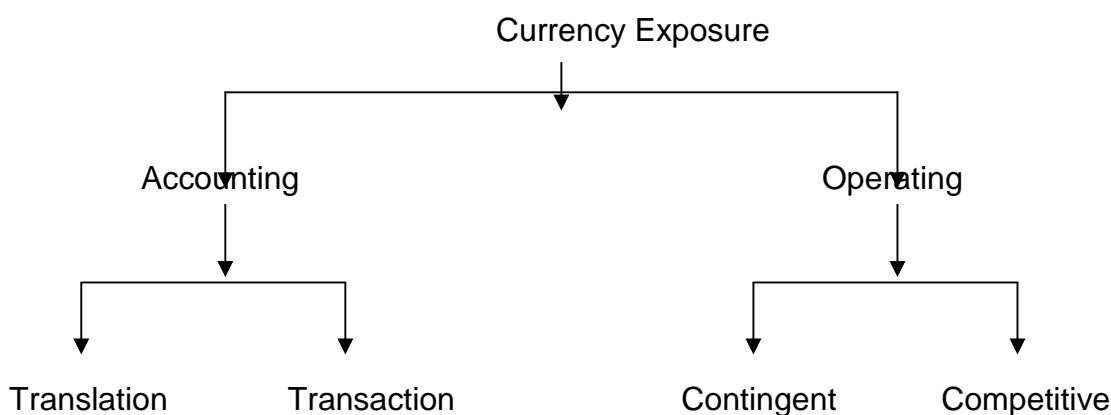 Currency Exposure
Accounting Operating
Translation Transaction Contingent Competitive